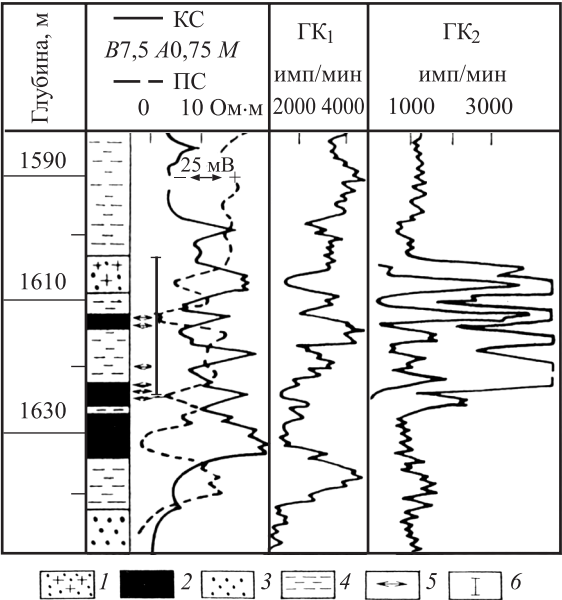 Глубина, м
КС
В7,5 А0,75 М
ПС
0 10 Ом·м
ГК1
имп/мин
2000 4000
ГК2
имп/мин
1000 3000
1590
− 25 мВ +
1610
1630
1 2 3 4 5 6